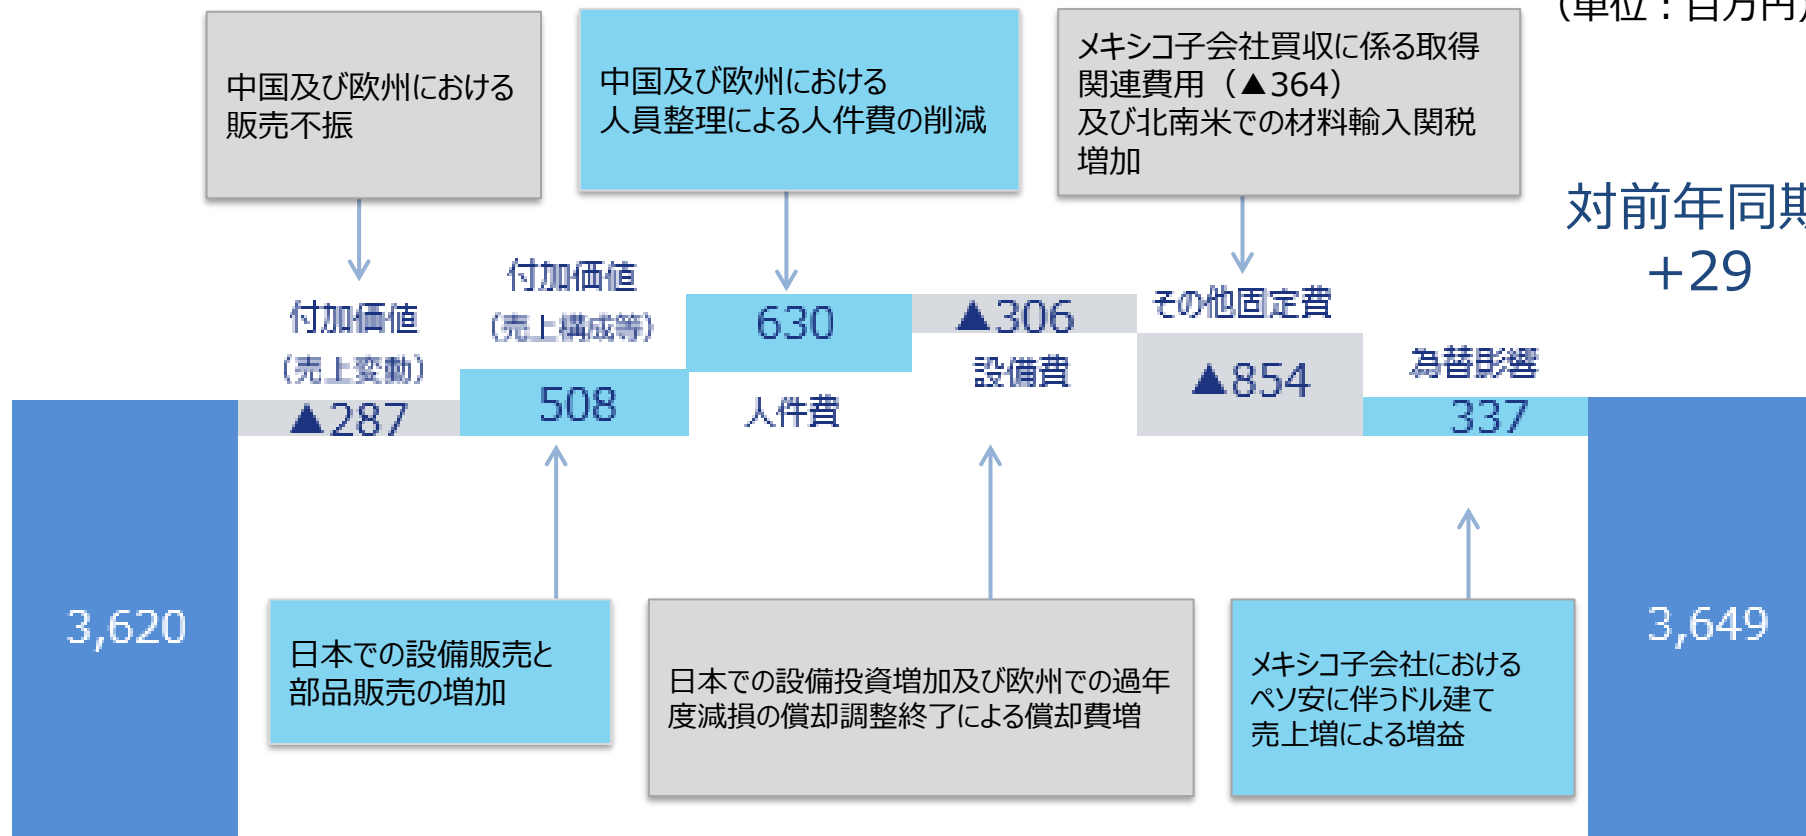 （単位：百万円）
中国及び欧州における
販売不振
中国及び欧州における
人員整理による人件費の削減
メキシコ子会社買収に係る取得
関連費用（▲364）
及び北南米での材料輸入関税
増加
対前年同期
+29
付加価値
（売上変動）
▲287
付加価値
（売上構成等）
508
630
人件費
▲306
設備費
その他固定費
▲854
為替影響
337
3,620
3,649
日本での設備販売と
部品販売の増加
日本での設備投資増加及び欧州での過年
度減損の償却調整終了による償却費増
メキシコ子会社における
ペソ安に伴うドル建て
売上増による増益